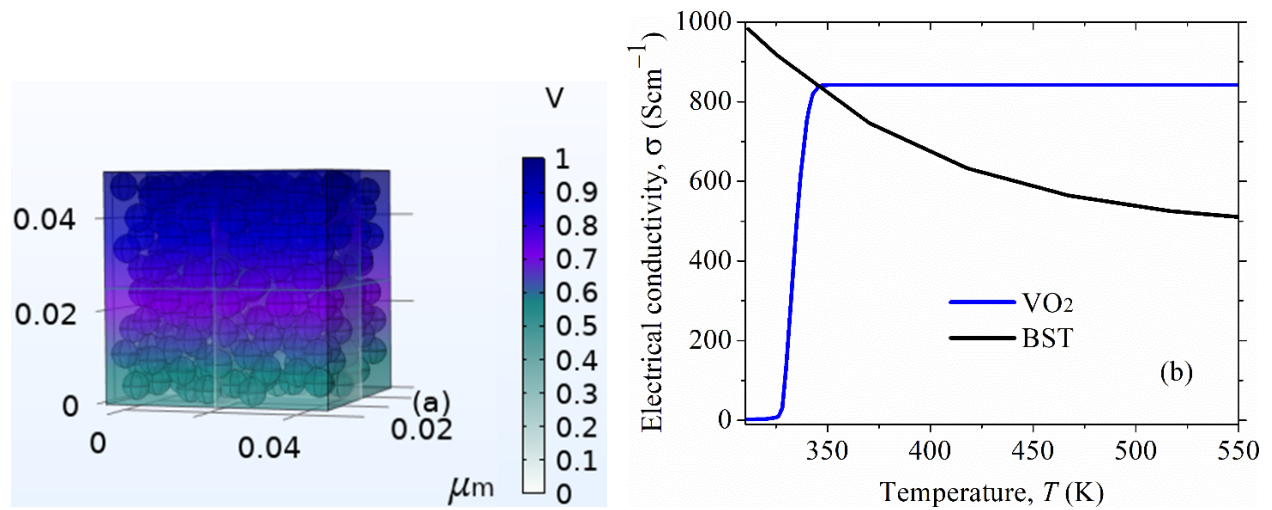 V
1
0.9
0.8
0.7
0.6
0.5
0.4
0.3
0.2
0.1
0
0.04
0.02
0
0
0.04
0.02
(a)
μm
Electrical conductivity, σ (Scm⁻¹)
1000
800
600
400
200
0
VO₂
BST
(b)
350 400 450 500 550
Temperature, T (K)